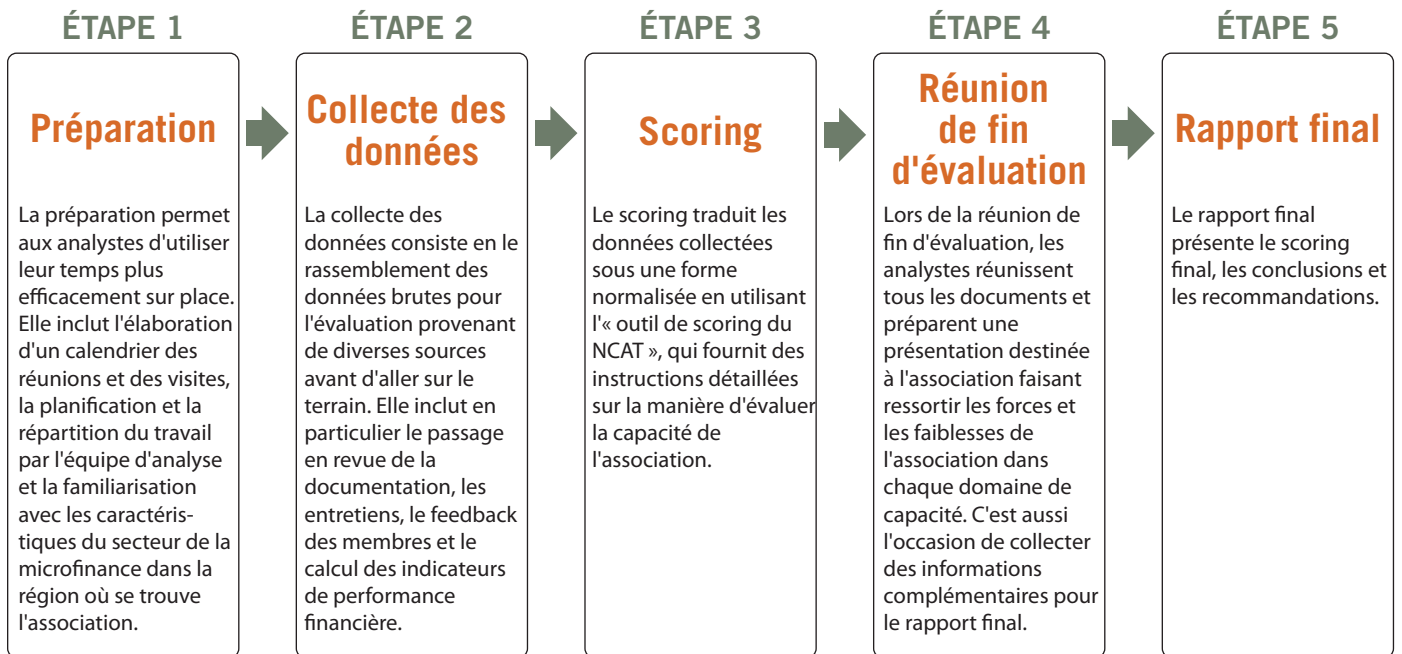 ÉTAPE 1
Préparation
La préparation permet
aux analystes d'utiliser
leur temps plus
efficacement sur place.
Elle inclut l'élaboration
d'un calendrier des
réunions et des visites,
la planification et la
répartition du travail
par l'équipe d'analyse
et la familiarisation
avec les caractéris-
tiques du secteur de la
microfinance dans la
région où se trouve
l'association.
ÉTAPE 2
Collecte des
données
La collecte des
données consiste en le
rassemblement des
données brutes pour
l'évaluation provenant
de diverses sources
avant d'aller sur le
terrain. Elle inclut en
particulier le passage
en revue de la
documentation, les
entretiens, le feedback
des membres et le
calcul des indicateurs
de performance
financière.
ÉTAPE 3
Scoring
Le scoring traduit les
données collectées
sous une forme
normalisée en utilisant
l'« outil de scoring du
NCAT », qui fournit des
instructions détaillées
sur la manière d'évaluer
la capacité de
l'association.
ÉTAPE 4
Réunion
de fin
d'évaluation
Lors de la réunion de
fin d'évaluation, les
analystes réunissent
tous les documents et
préparent une
présentation destinée
à l'association faisant
ressortir les forces et
les faiblesses de
l'association dans
chaque domaine de
capacité. C'est aussi
l'occasion de collecter
des informations
complémentaires pour
le rapport final.
ÉTAPE 5
Rapport final
Le rapport final
présente le scoring
final, les conclusions et
les recommandations.